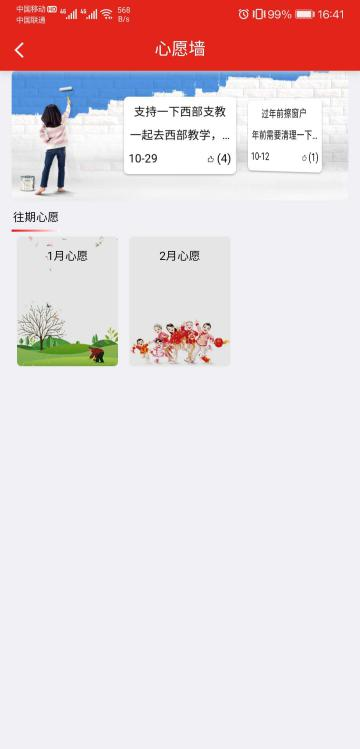 中国移动 HD 4G 4G 568 B/s 99% 16:41
中国联通
心愿墙
支持一下西部支教
一起去西部教学，...
10-29 (4)
过年前擦窗户
年前需要清理一下...
10-12 (1)
往期心愿
1月心愿
2月心愿